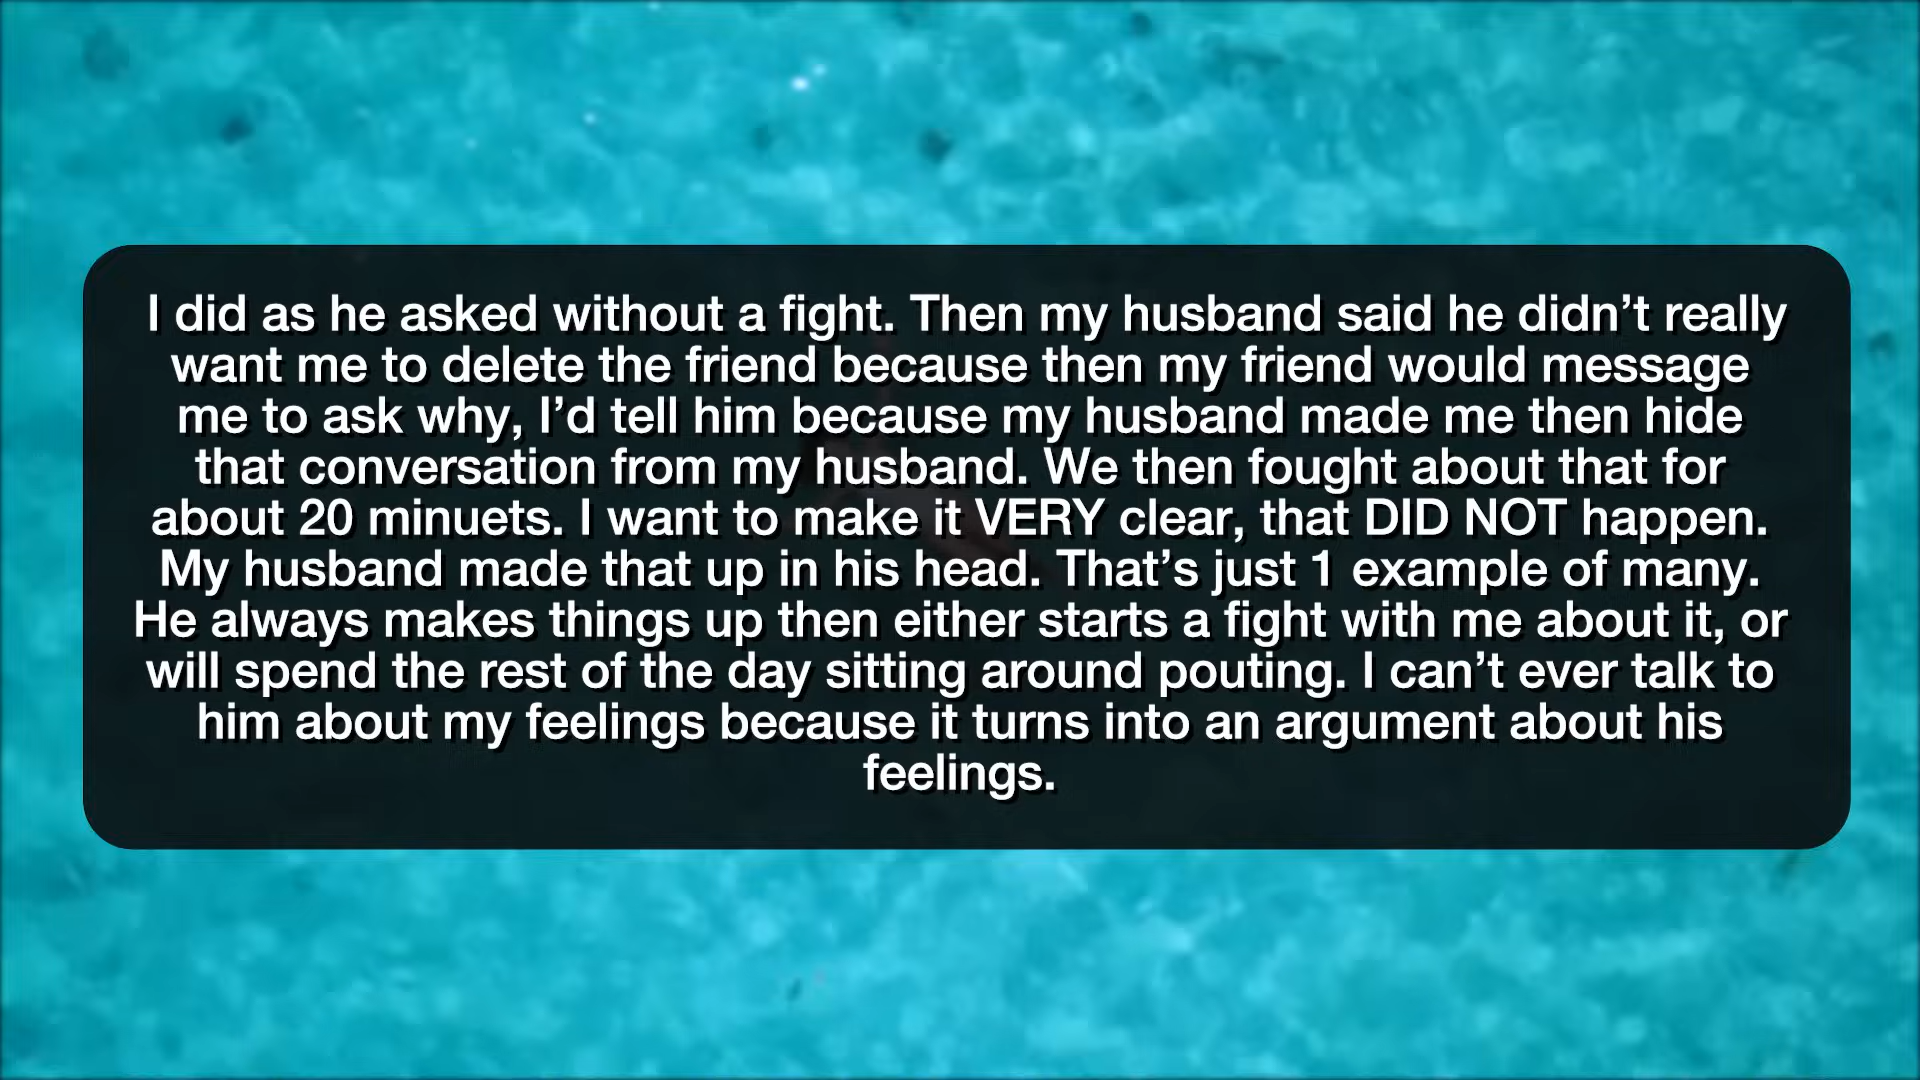 I did as he asked without a fight. Then my husband said he didn’t really
want me to delete the friend because then my friend would message
me to ask why, I’d tell him because my husband made me then hide
that conversation from my husband. We then fought about that for
about 20 minuets. I want to make it VERY clear, that DID NOT happen.
My husband made that up in his head. That’s just 1 example of many.
He always makes things up then either starts a fight with me about it, or
will spend the rest of the day sitting around pouting. I can’t ever talk to
him about my feelings because it turns into an argument about his
feelings.